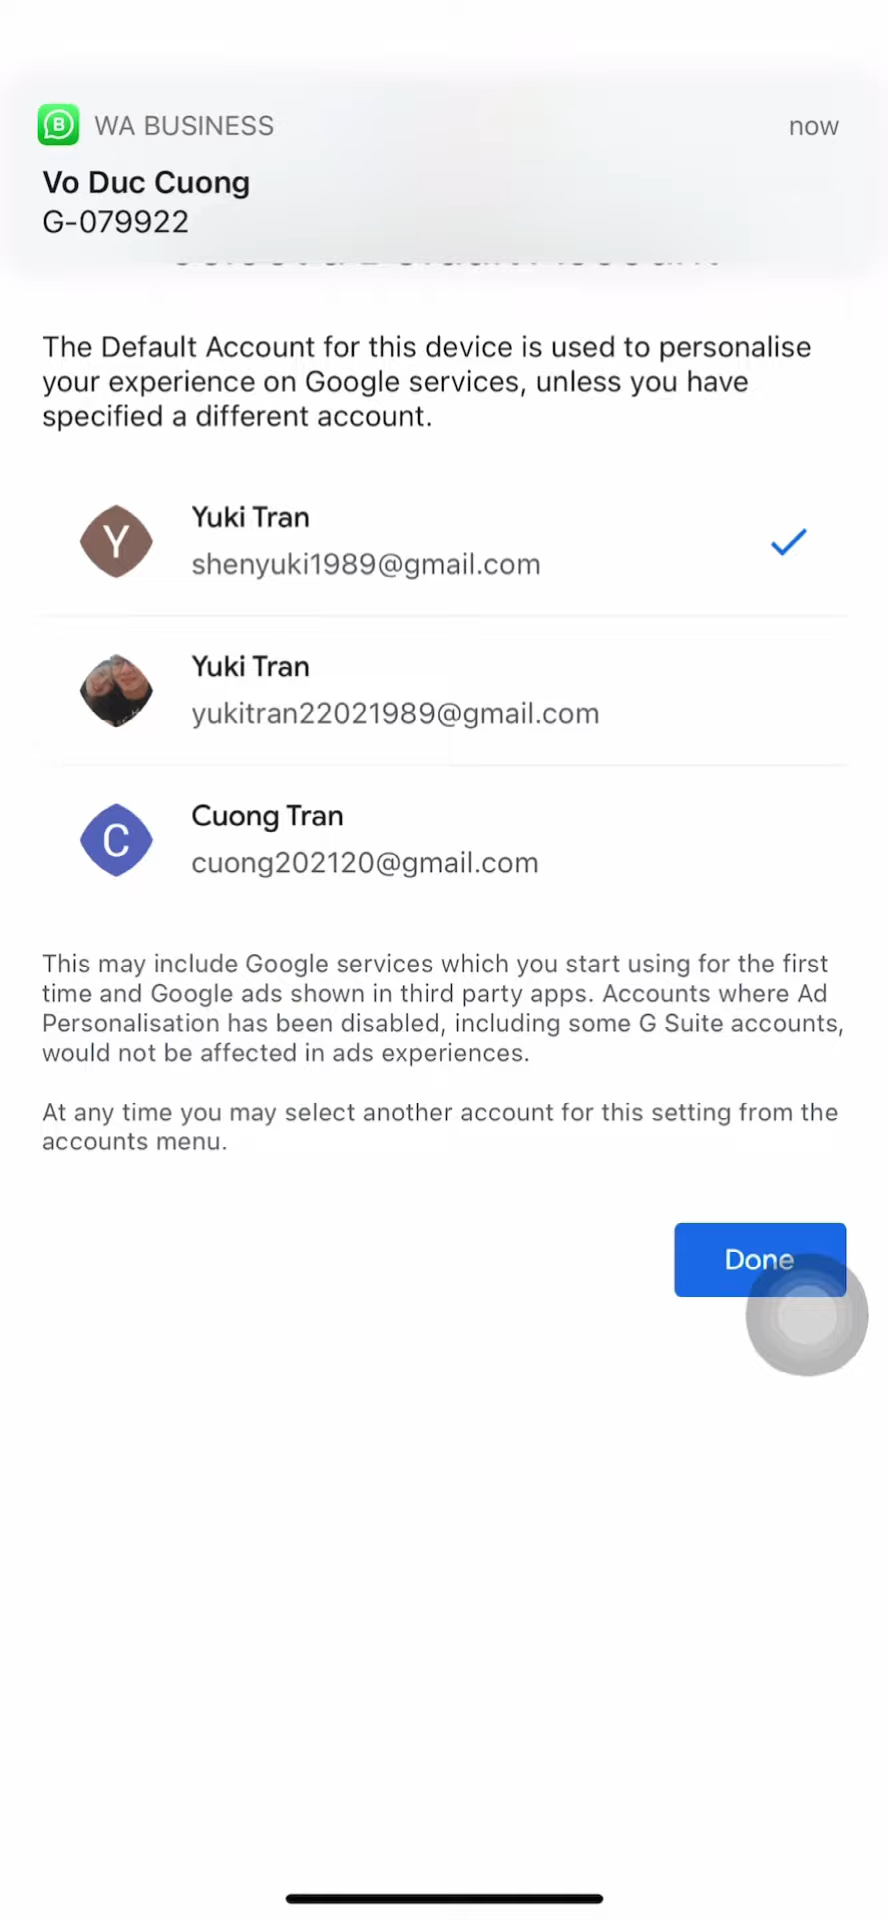 WA BUSINESS
now
Vo Duc Cuong
G-079922
The Default Account for this device is used to personalise
your experience on Google services, unless you have
specified a different account.
Y
Yuki Tran
shenyuki1989@gmail.com
Yuki Tran
yukitran22021989@gmail.com
C
Cuong Tran
cuong202120@gmail.com
This may include Google services which you start using for the first
time and Google ads shown in third party apps. Accounts where Ad
Personalisation has been disabled, including some G Suite accounts,
would not be affected in ads experiences.
At any time you may select another account for this setting from the
accounts menu.
Done